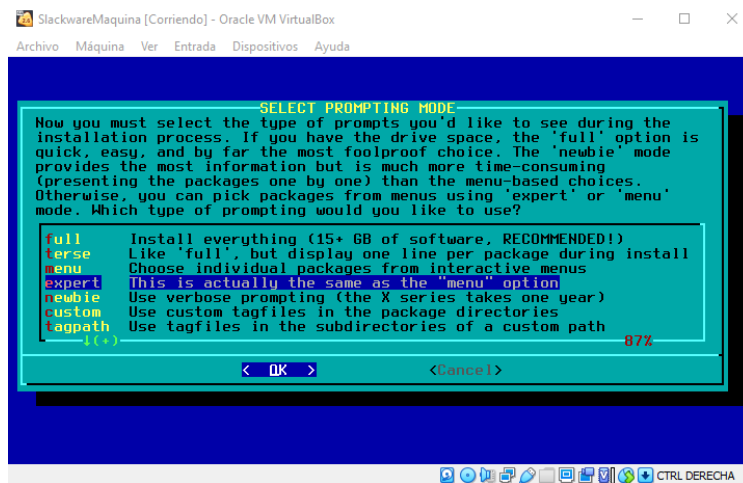 SlackwareMaquina [Corriendo] - Oracle VM VirtualBox
Archivo Máquina Ver Entrada Dispositivos Ayuda
SELECT PROMPTING MODE
Now you must select the type of prompts you'd like to see during the
installation process. If you have the drive space, the 'full' option is
quick, easy, and by far the most foolproof choice. The 'newbie' mode
provides the most information but is much more time-consuming
(presenting the packages one by one) than the menu-based choices.
Otherwise, you can pick packages from menus using 'expert' or 'menu'
mode. Which type of prompting would you like to use?
full Install everything (15+ GB of software, RECOMMENDED!)
terse Like 'full', but display one line per package during install
menu Choose individual packages from interactive menus
expert This is actually the same as the "menu" option
newbie Use verbose prompting (the X series takes one year)
custom Use custom tagfiles in the package directories
tagpath Use tagfiles in the subdirectories of a custom path
↓(+) 87%
< OK > <Cancel>
CTRL DERECHA